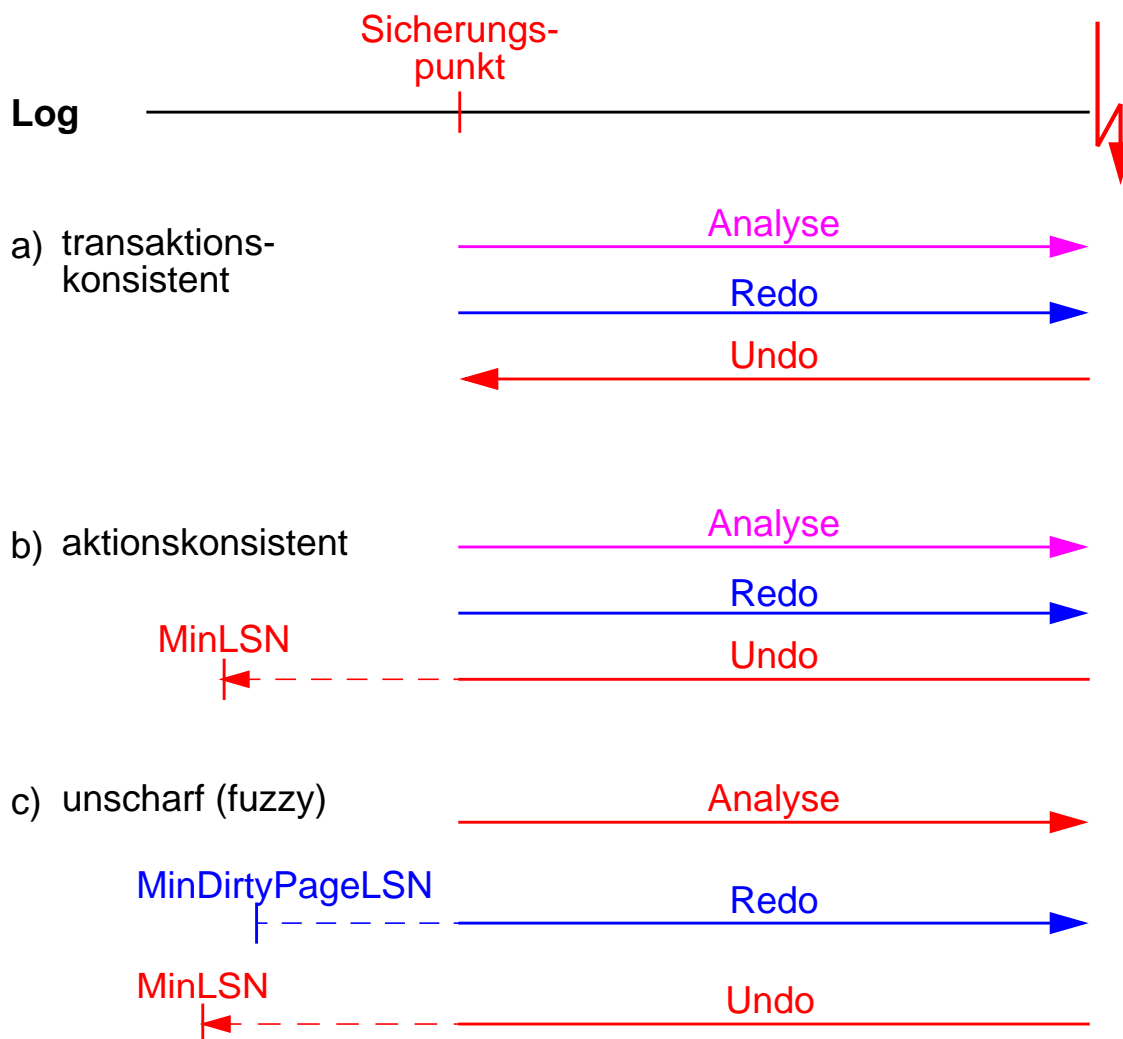 Sicherungs-
punkt
Log
a) transaktions-
konsistent
Analyse
Redo
Undo
b) aktionskonsistent
Analyse
Redo
MinLSN
Undo
c) unscharf (fuzzy)
Analyse
MinDirtyPageLSN
Redo
MinLSN
Undo